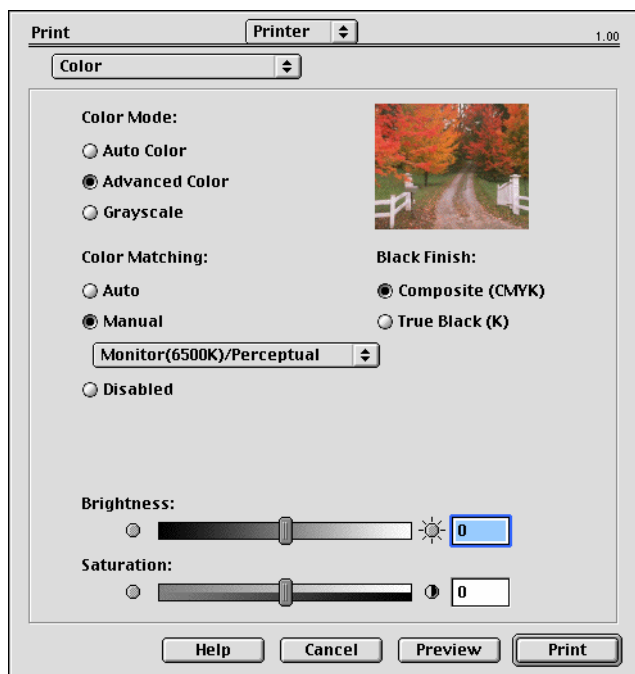 Print
Printer
1.00
Color
Color Mode:
Auto Color
Advanced Color
Grayscale
Color Matching:
Auto
Manual
Monitor(6500K)/Perceptual
Disabled
Black Finish:
Composite (CMYK)
True Black (K)
Brightness:
0
Saturation:
0
Help
Cancel
Preview
Print